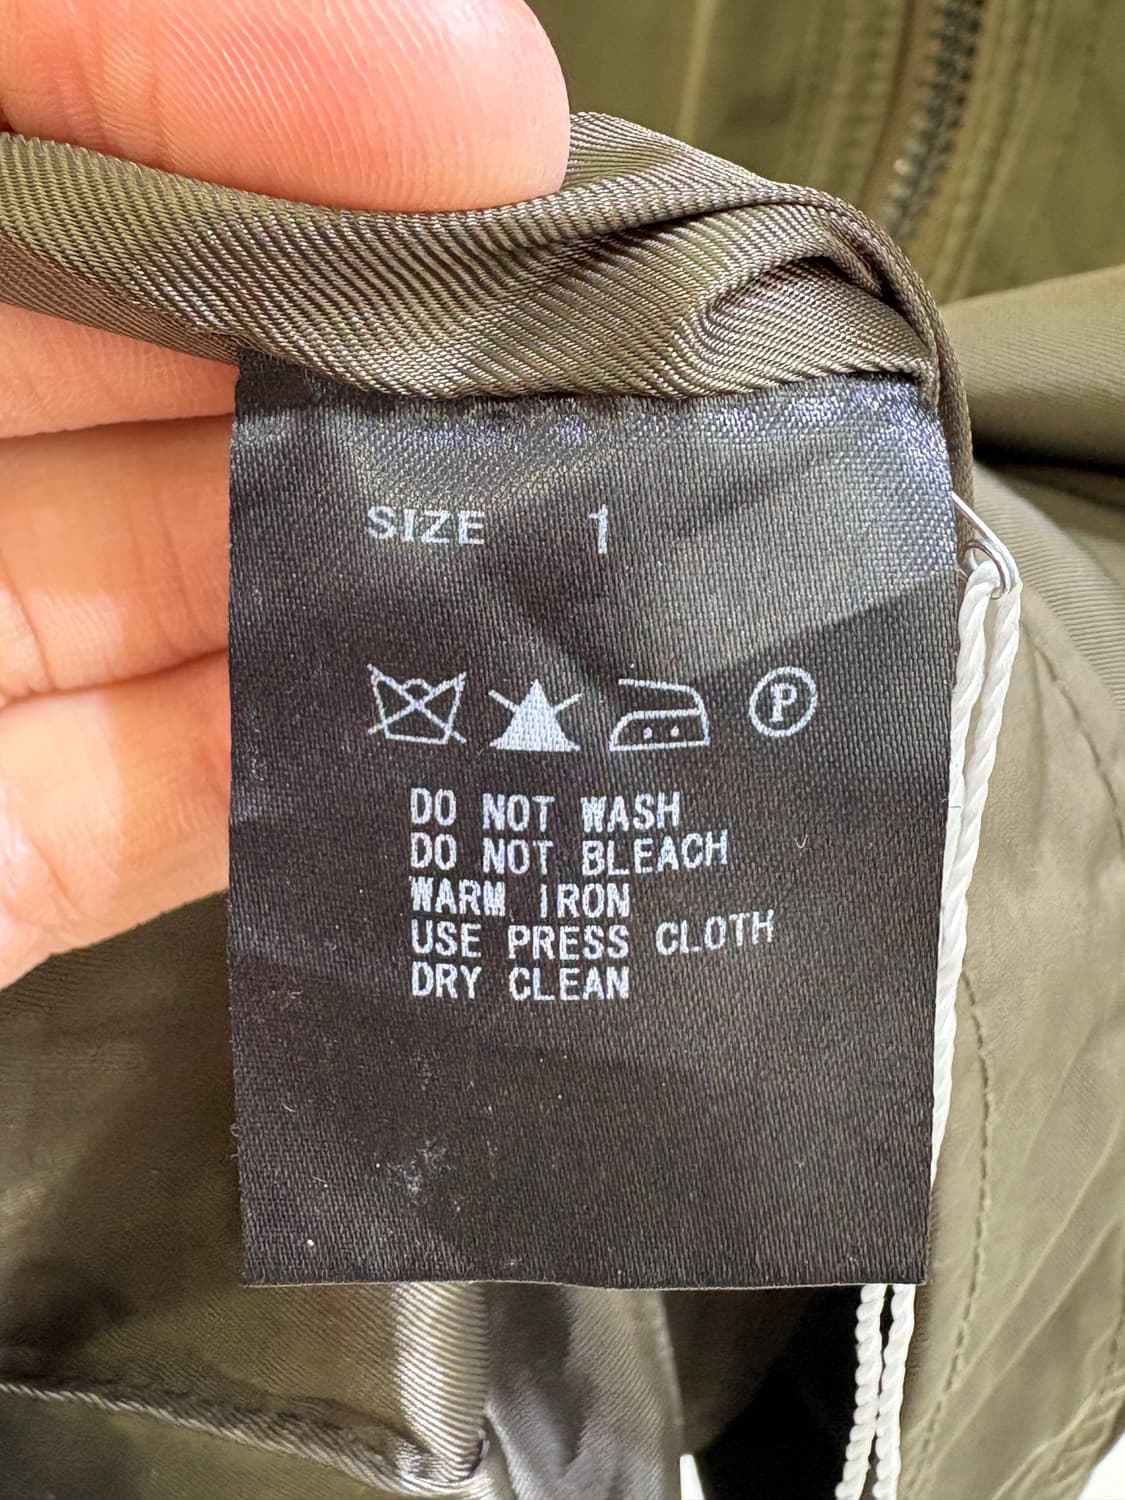 SIZE 1
P
DO NOT WASH
DO NOT BLEACH
WARM IRON
USE PRESS CLOTH
DRY CLEAN